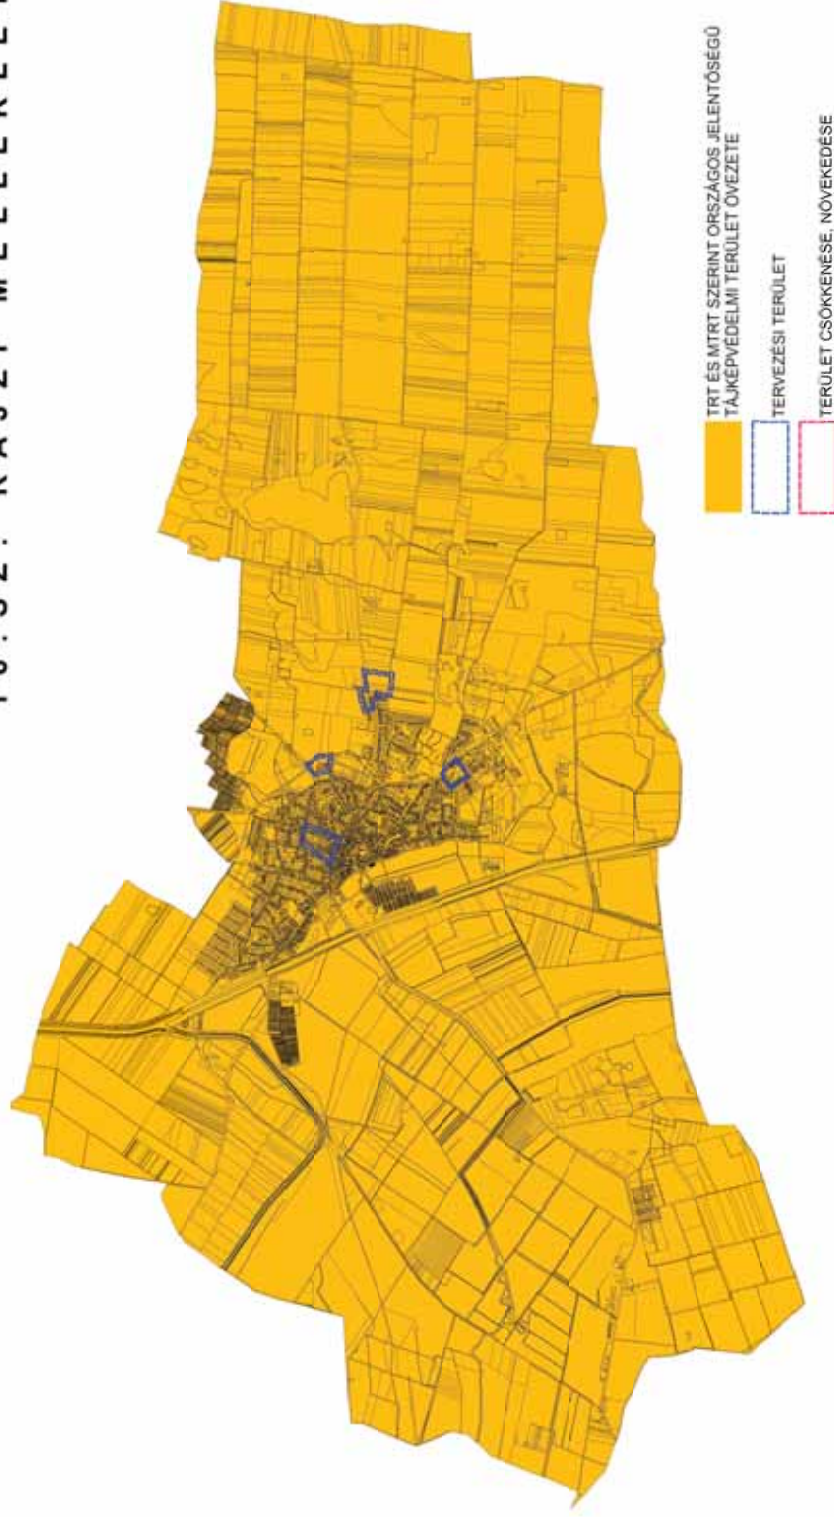 TRT ÉS MTRT SZERINT ORSZÁGOS JELENTŐSÉGŰ
TÁJKÉPVÉDELMI TERÜLET ÖVEZETE
TERVEZÉSI TERÜLET
TERÜLET CSÖKKENÉSE, NÖVEKEDÉSE